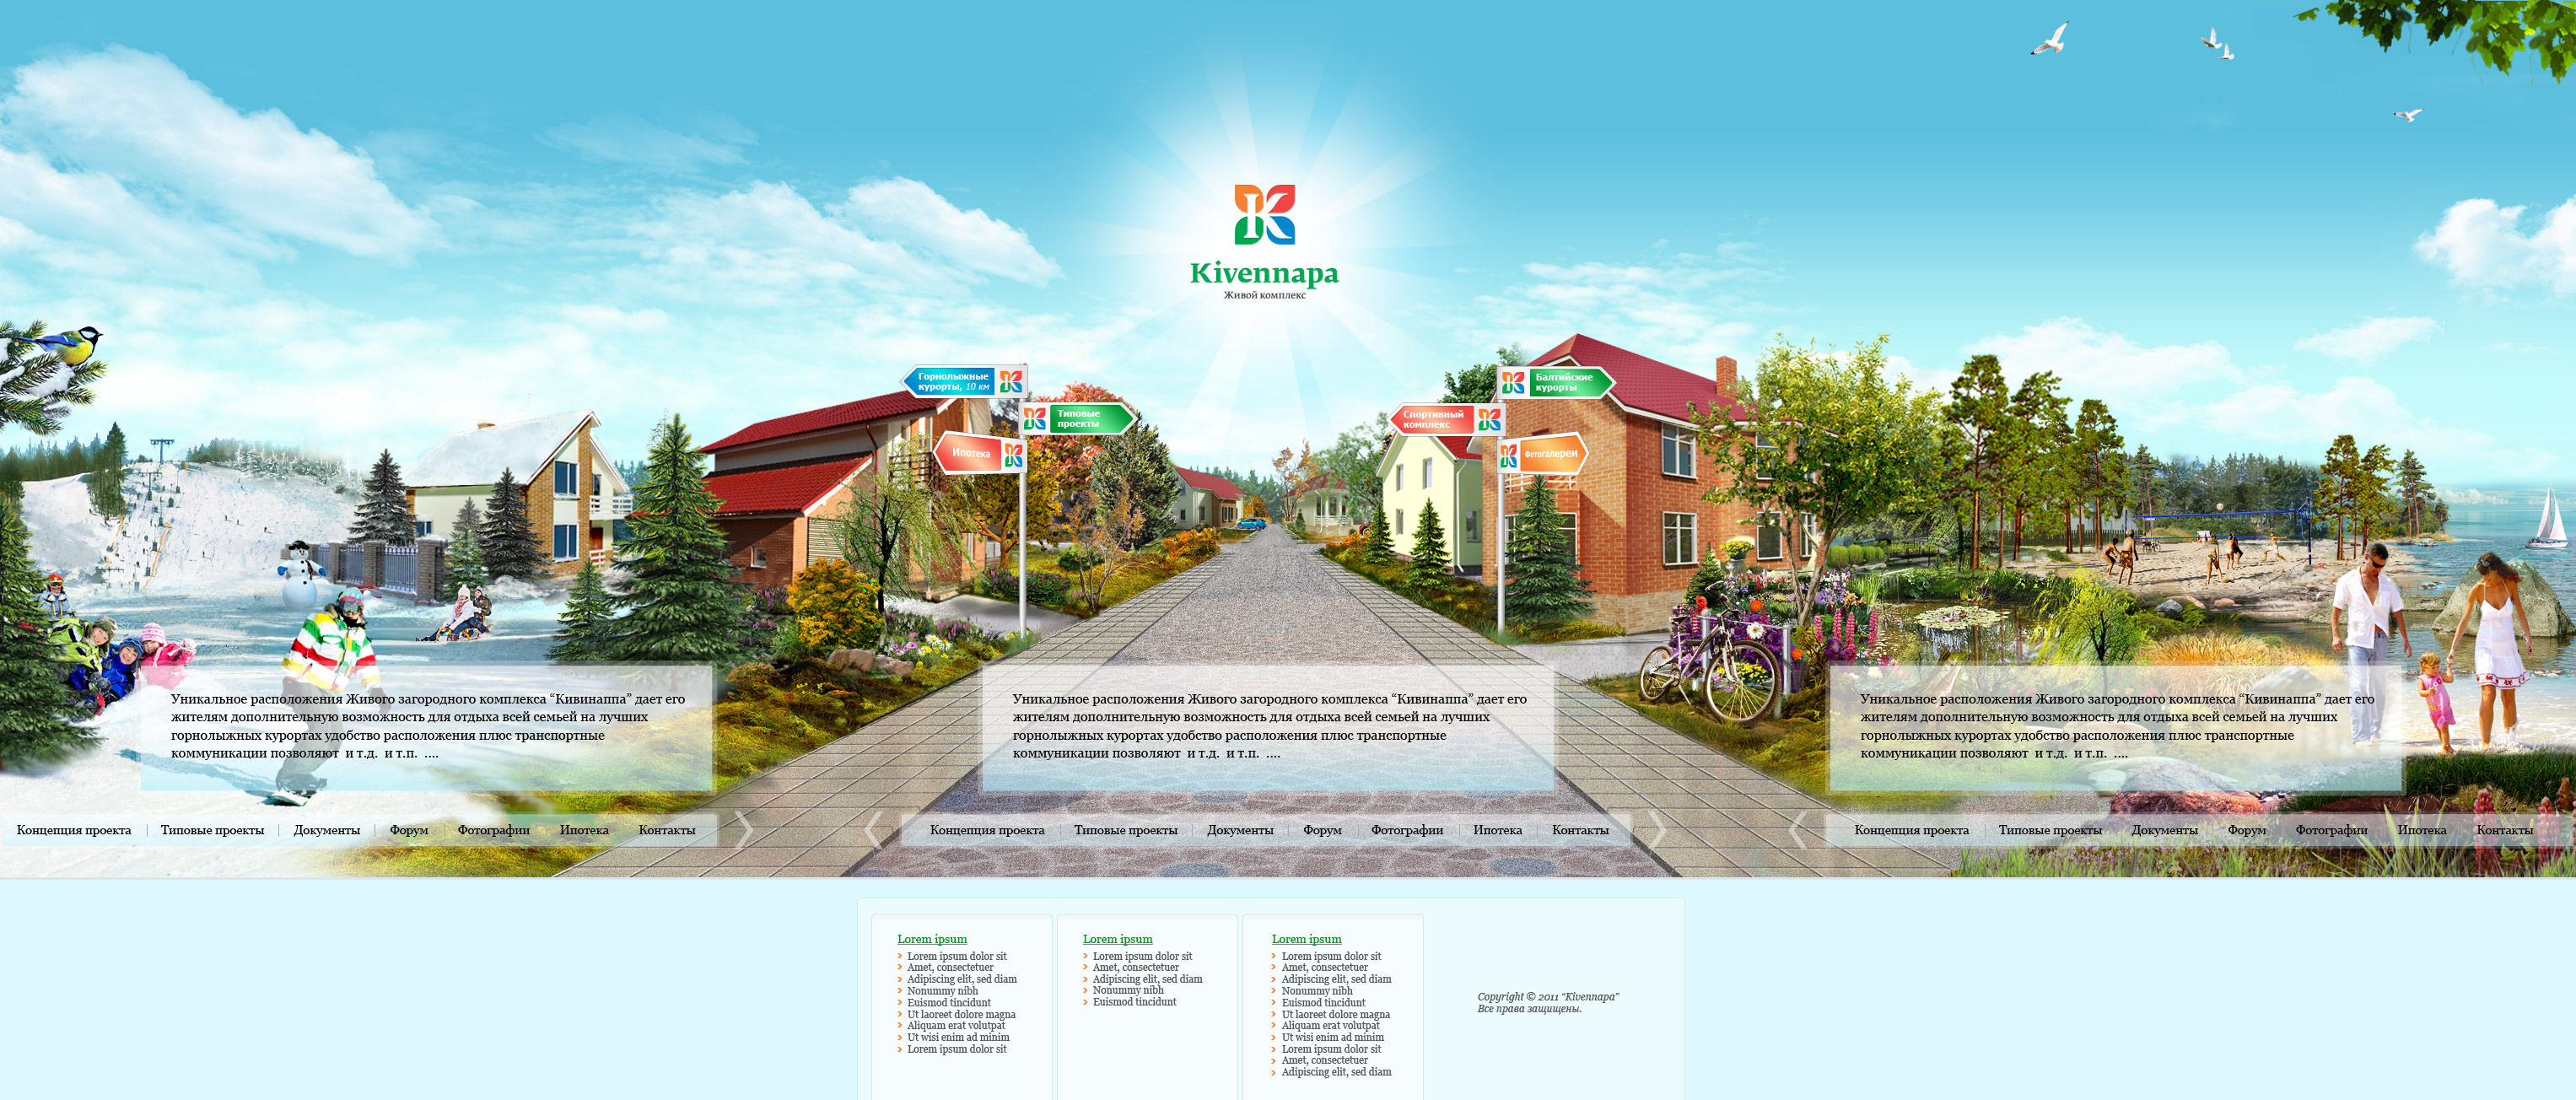 Kivennapa
Живой комплекс
Горнолыжные
курорты, 10 км
Типовые
проекты
Ипотека
Балтийские
курорты
Спортивный
комплекс
Фотогалереи
Уникальное расположения Живого загородного комплекса “Кивинаппа” дает его
жителям дополнительную возможность для отдыха всей семьей на лучших
горнолыжных курортах удобство расположения плюс транспортные
коммуникации позволяют и т.д. и т.п. ....
Уникальное расположения Живого загородного комплекса “Кивинаппа” дает его
жителям дополнительную возможность для отдыха всей семьей на лучших
горнолыжных курортах удобство расположения плюс транспортные
коммуникации позволяют и т.д. и т.п. ....
Уникальное расположения Живого загородного комплекса “Кивинаппа” дает его
жителям дополнительную возможность для отдыха всей семьей на лучших
горнолыжных курортах удобство расположения плюс транспортные
коммуникации позволяют и т.д. и т.п. ....
Концепция проекта Типовые проекты Документы Форум Фотографии Ипотека Контакты
Концепция проекта Типовые проекты Документы Форум Фотографии Ипотека Контакты
Концепция проекта Типовые проекты Документы Форум Фотографии Ипотека Контакты
Lorem ipsum
Lorem ipsum dolor sit
Amet, consectetuer
Adipiscing elit, sed diam
Nonummy nibh
Euismod tincidunt
Ut laoreet dolore magna
Aliquam erat volutpat
Ut wisi enim ad minim
Lorem ipsum dolor sit
Lorem ipsum
Lorem ipsum dolor sit
Amet, consectetuer
Adipiscing elit, sed diam
Nonummy nibh
Euismod tincidunt
Lorem ipsum
Lorem ipsum dolor sit
Amet, consectetuer
Adipiscing elit, sed diam
Nonummy nibh
Euismod tincidunt
Ut laoreet dolore magna
Aliquam erat volutpat
Ut wisi enim ad minim
Lorem ipsum dolor sit
Amet, consectetuer
Adipiscing elit, sed diam
Copyright © 2011 “Kivennapa”
Все права защищены.